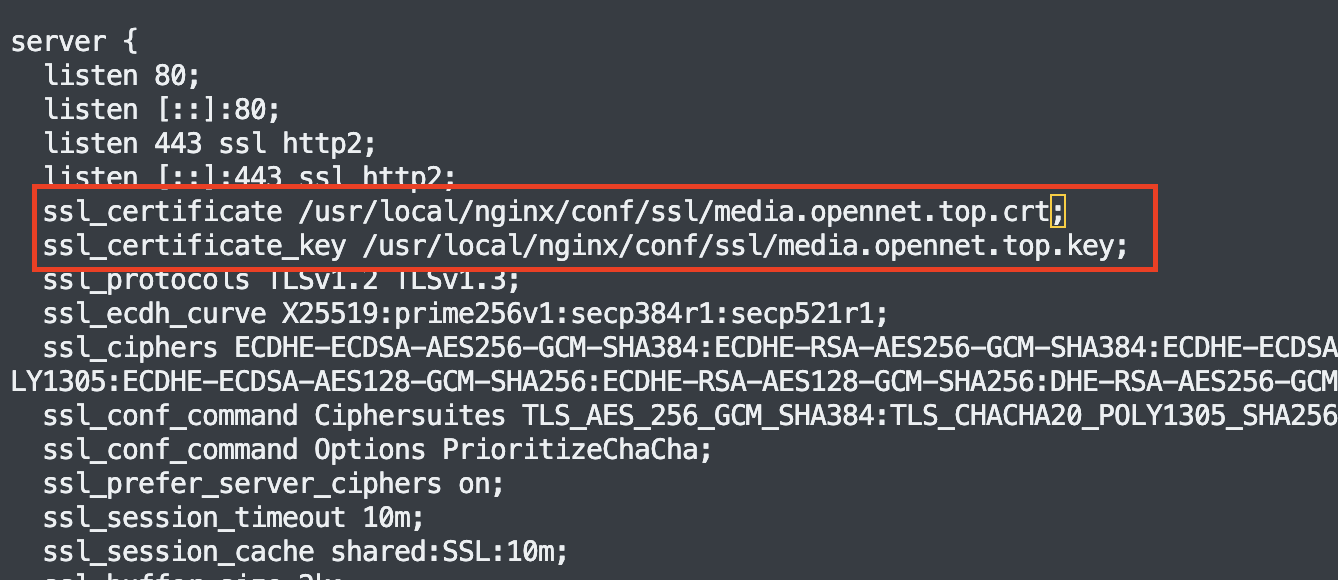 server {
listen 80;
listen [::]:80;
listen 443 ssl http2;
listen [::]:443 ssl http2;
ssl_certificate /usr/local/nginx/conf/ssl/media.opennet.top.crt;
ssl_certificate_key /usr/local/nginx/conf/ssl/media.opennet.top.key;
ssl_protocols TLSv1.2 TLSv1.3;
ssl_ecdh_curve X25519:prime256v1:secp384r1:secp521r1;
ssl_ciphers ECDHE-ECDSA-AES256-GCM-SHA384:ECDHE-RSA-AES256-GCM-SHA384:ECDHE-ECDSA
LY1305:ECDHE-ECDSA-AES128-GCM-SHA256:ECDHE-RSA-AES128-GCM-SHA256:DHE-RSA-AES256-GCM
ssl_conf_command Ciphersuites TLS_AES_256_GCM_SHA384:TLS_CHACHA20_POLY1305_SHA256
ssl_conf_command Options PrioritizeChaCha;
ssl_prefer_server_ciphers on;
ssl_session_timeout 10m;
ssl_session_cache shared:SSL:10m;
ssl_buffer_size 2k;